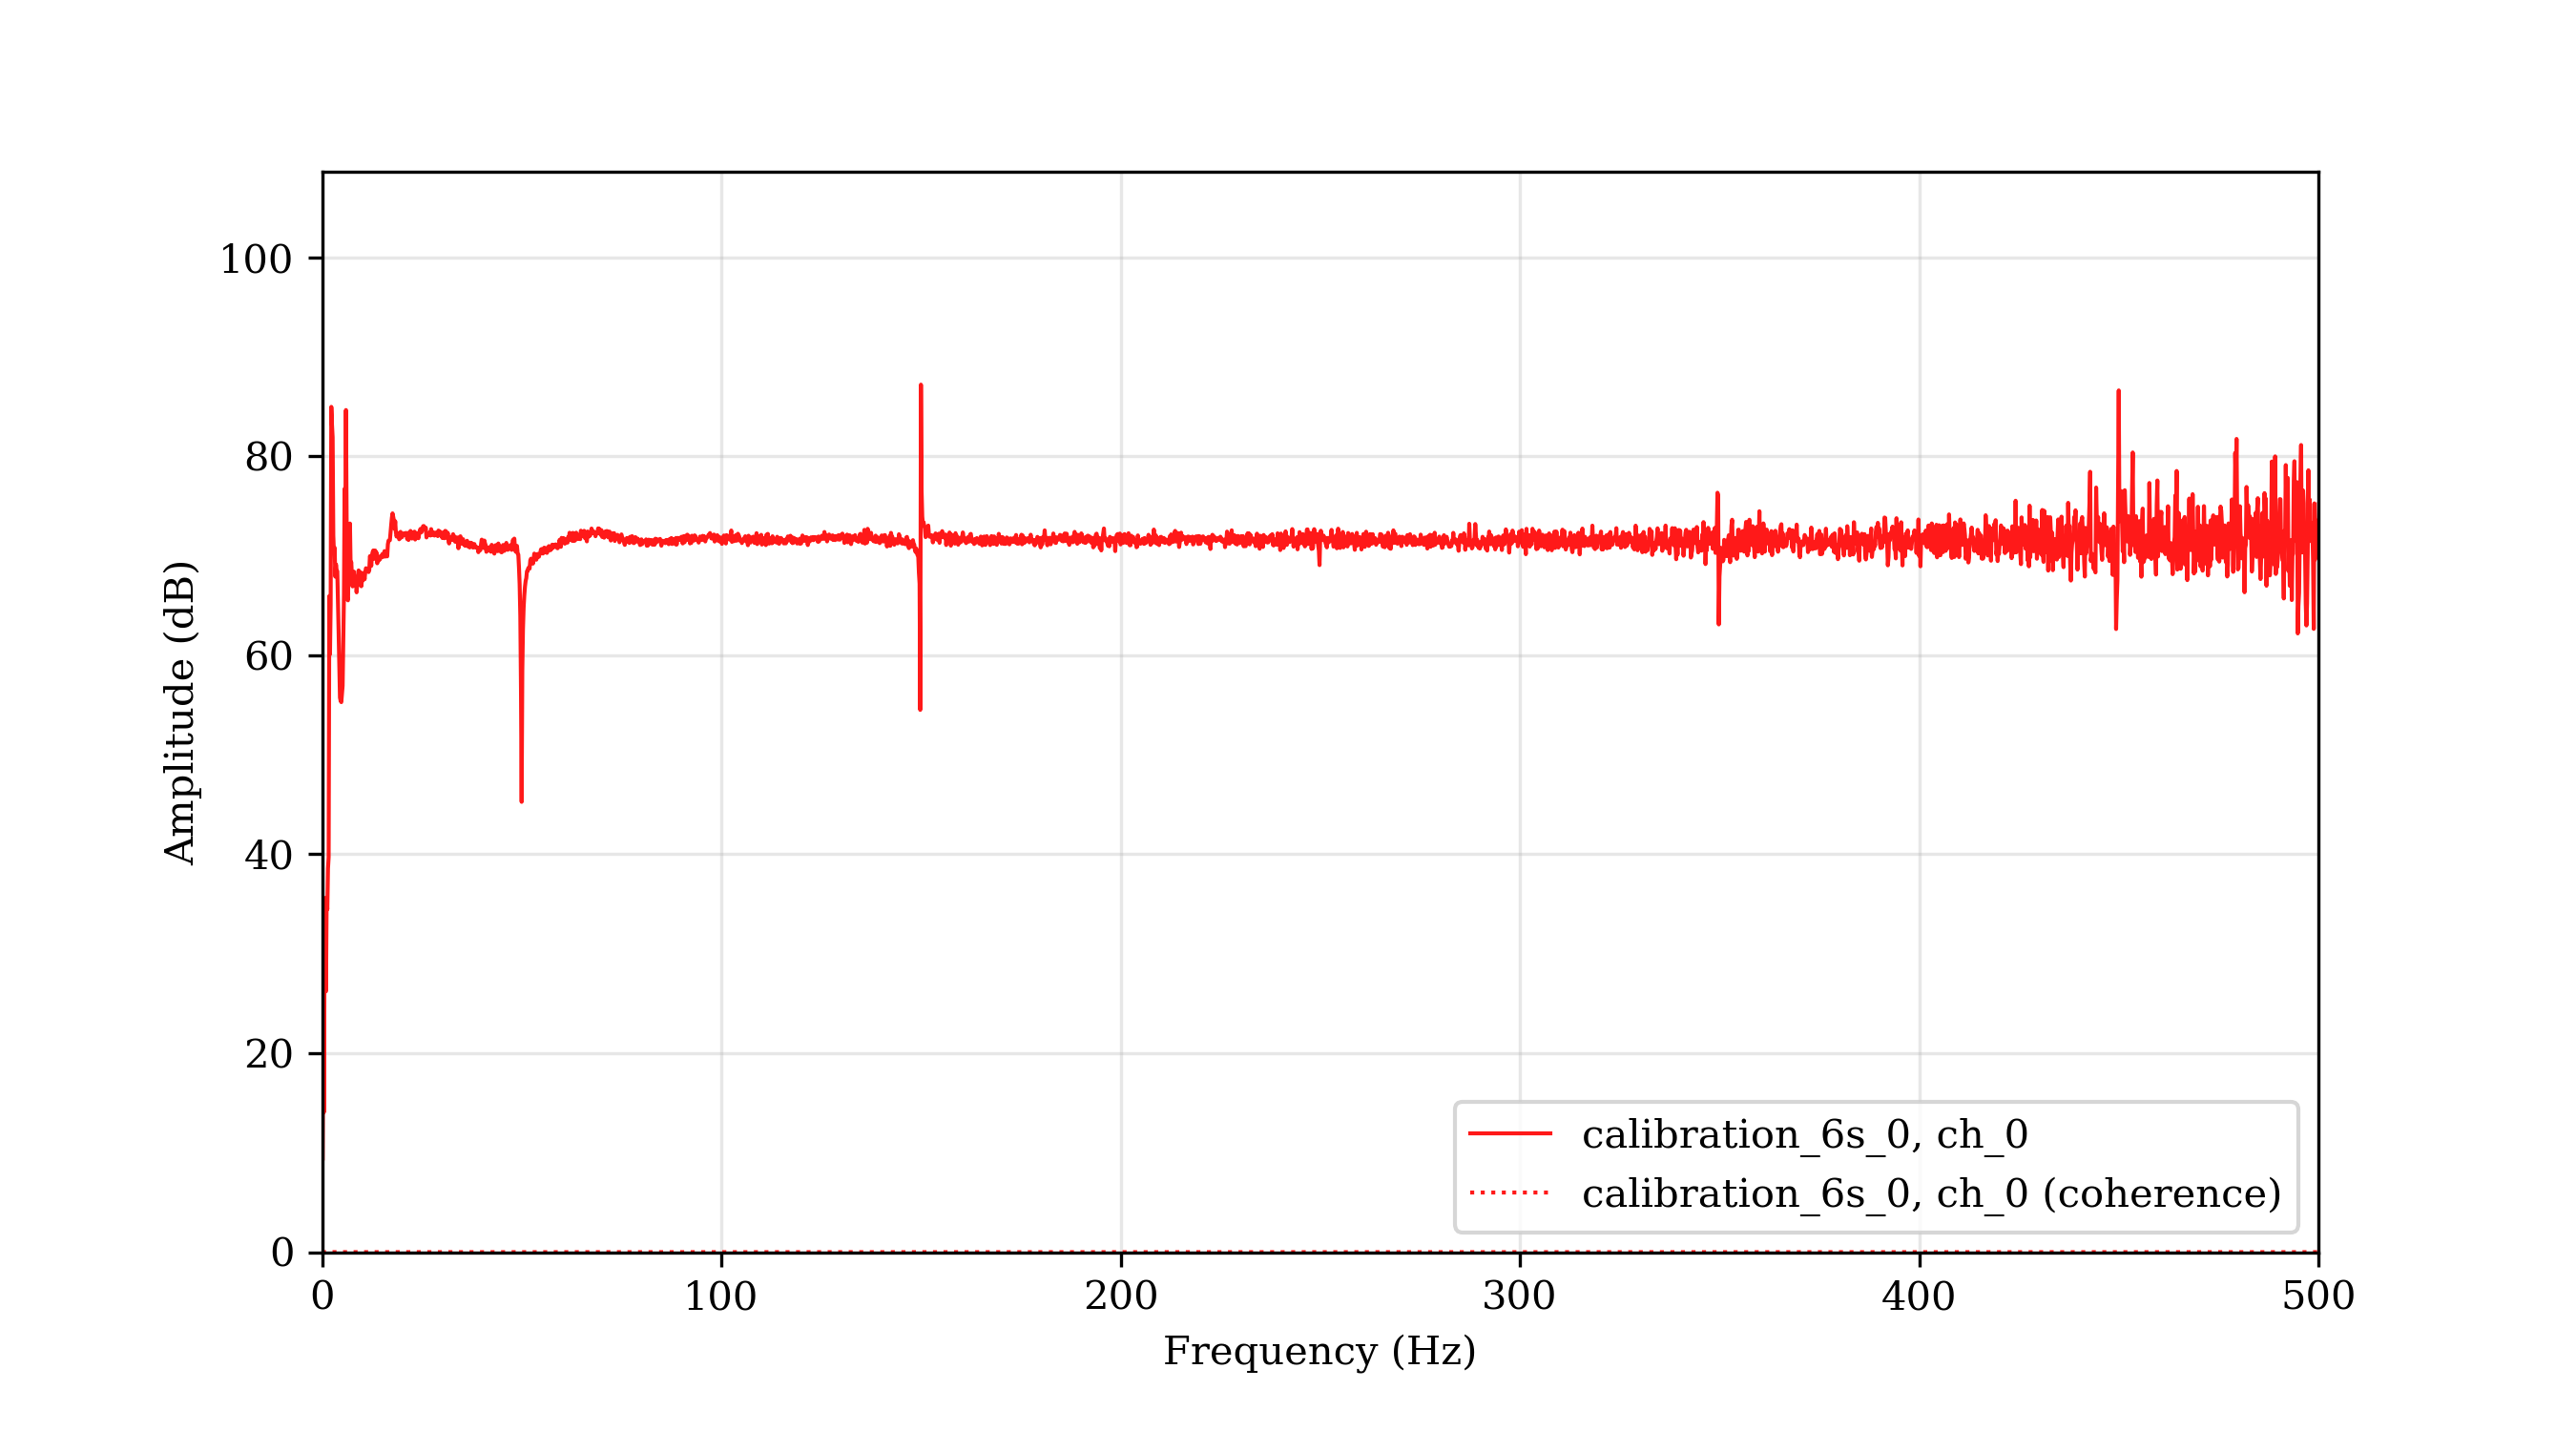 100
80
60
40
20
0
Amplitude (dB)
calibration_6s_0, ch_0
calibration_6s_0, ch_0 (coherence)
0 100 200 300 400 500
Frequency (Hz)